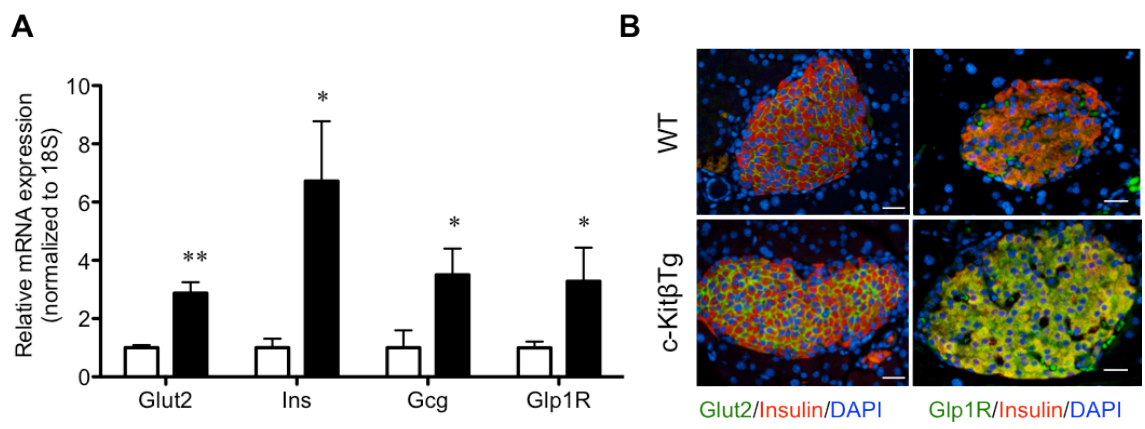 A
Relative mRNA expression
(normalized to 18S)
10
8
6
4
2
0
**
*
*
*
Glut2
Ins
Gcg
Glp1R
B
WT
c-KitβTg
Glut2/Insulin/DAPI
Glp1R/Insulin/DAPI